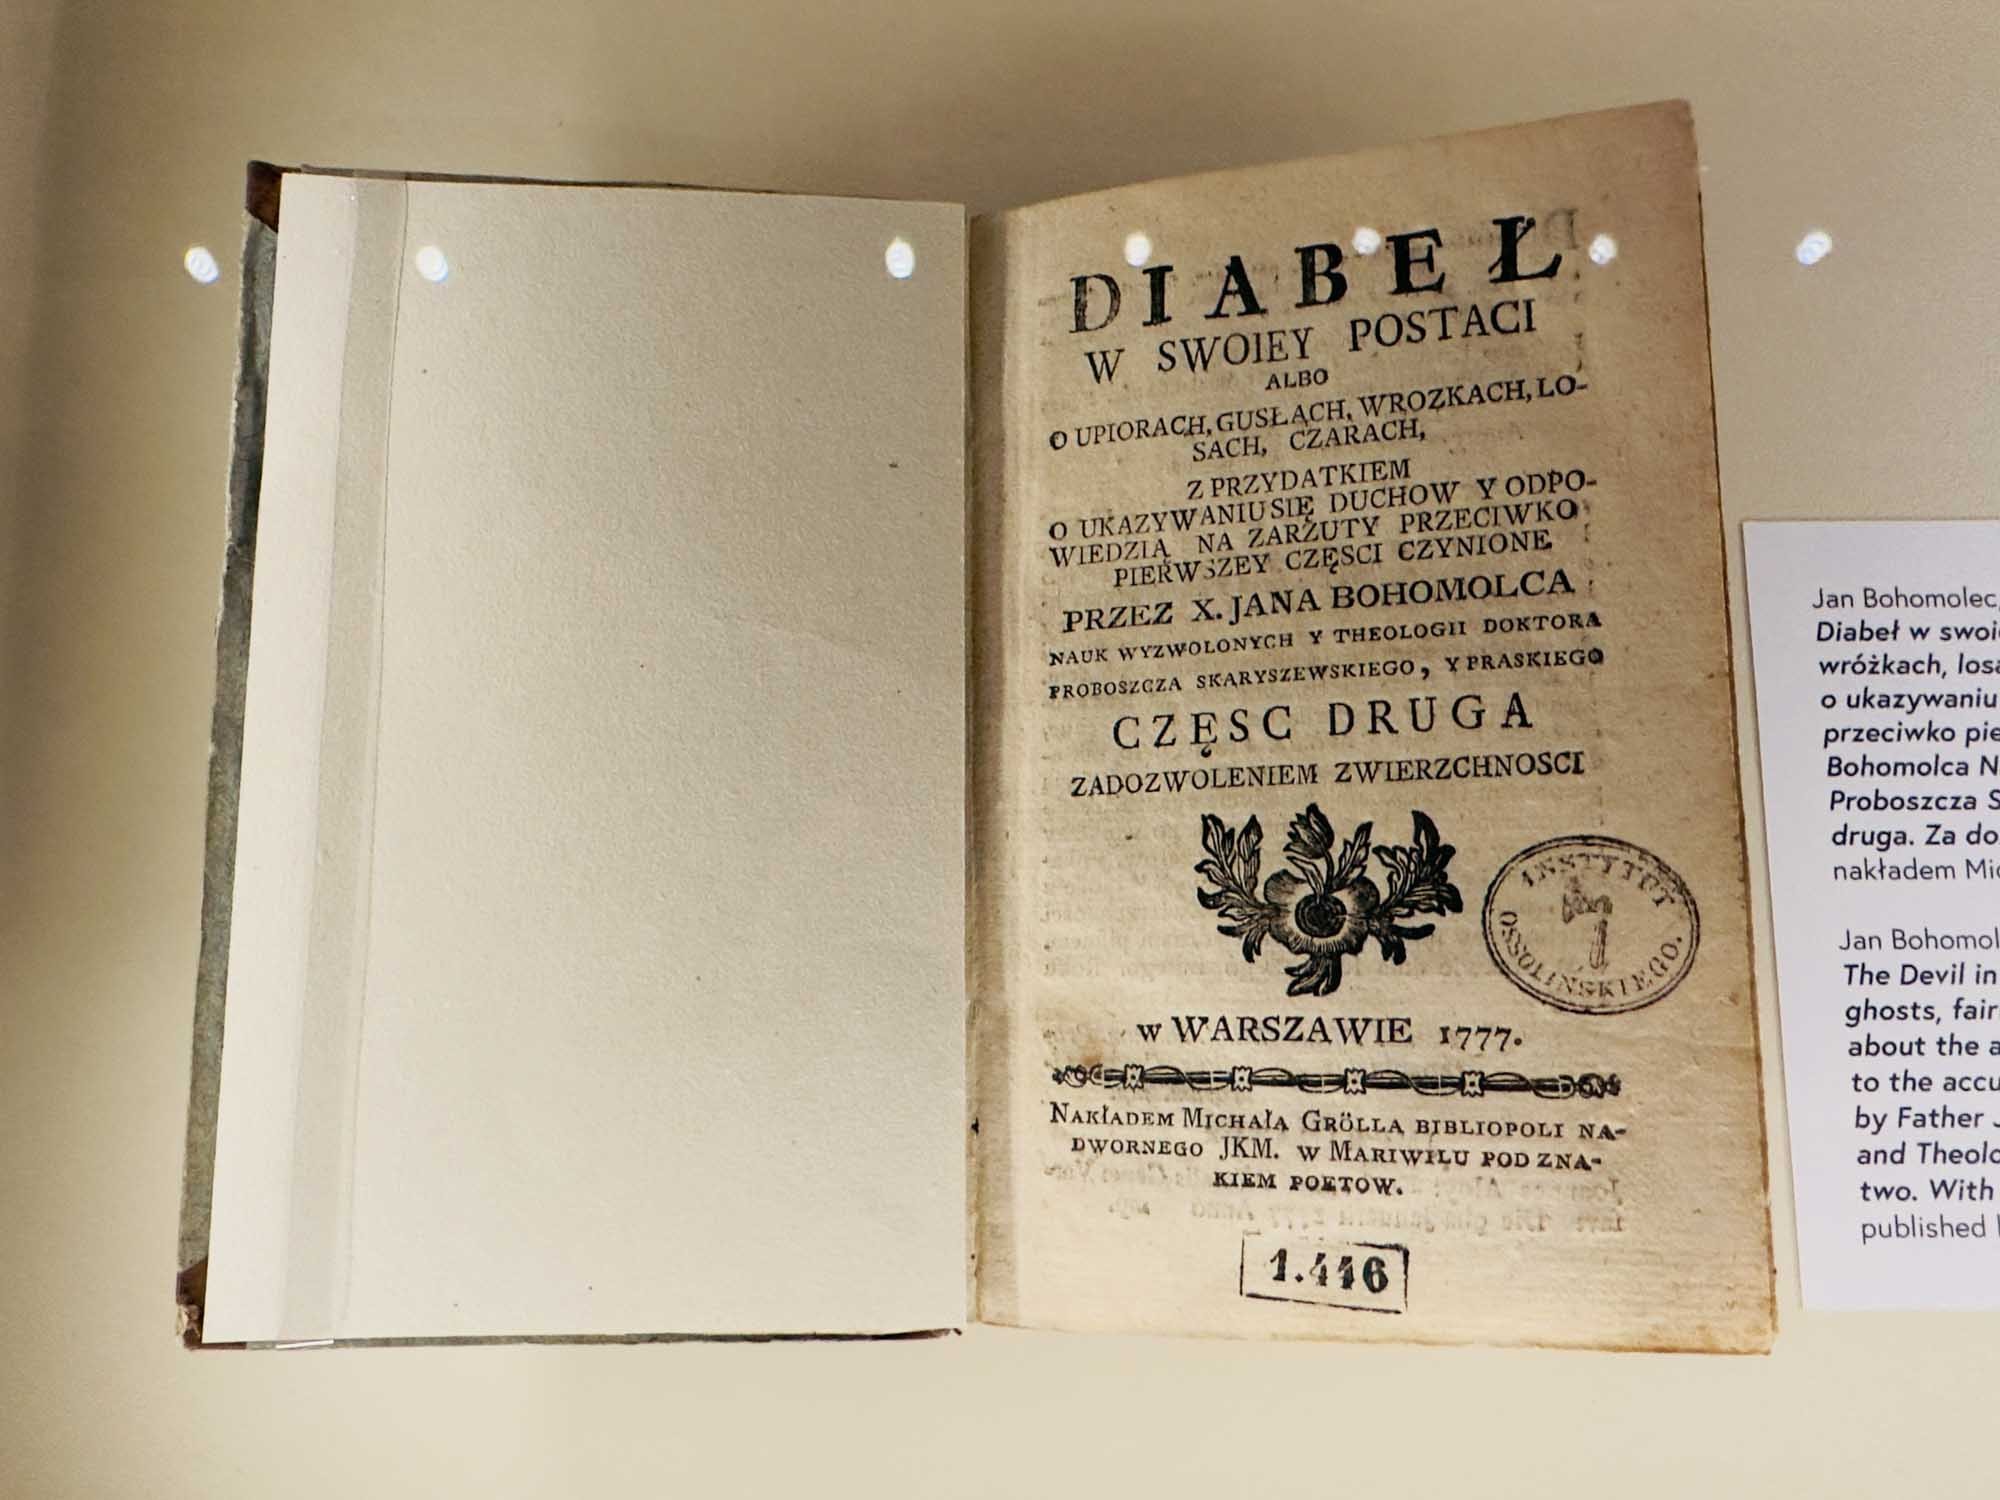 DIABEŁ
W SWOIEY POSTACI
ALBO
O UPIORACH, GUSŁACH, WROZKACH, LO-
SACH, CZARACH,
Z PRZYDATKIEM
O UKAZYWANIU SIĘ DUCHOW Y ODPO-
WIEDZIĄ NA ZARZUTY PRZECIWKO
PIERWSZEY CZĘSCI CZYNIONE
PRZEZ X. JANA BOHOMOLCA
NAUK WYZWOLONYCH Y THEOLOGII DOKTORA
PROBOSZCZA SKARYSZEWSKIEGO, Y PRASKIEGO
CZĘSC DRUGA
ZADOZWOLENIEM ZWIERZCHNOSCI
INSTYTUT
OSSOLIŃSKIEGO.
w WARSZAWIE 1777.
NAKŁADEM MICHAŁA GRÖLLA BIBLIOPOLI NA-
DWORNEGO JKM. W MARIWILU POD ZNA-
KIEM POETOW.
1.446
Jan Bohomolec,
Diabeł w swoi
wróżkach, los
o ukazywaniu
przeciwko pie
Bohomolca N
Proboszcza S
druga. Za do
nakładem Mi
Jan Bohomol
The Devil in
ghosts, fair
about the a
to the accu
by Father J
and Theolo
two. With
published